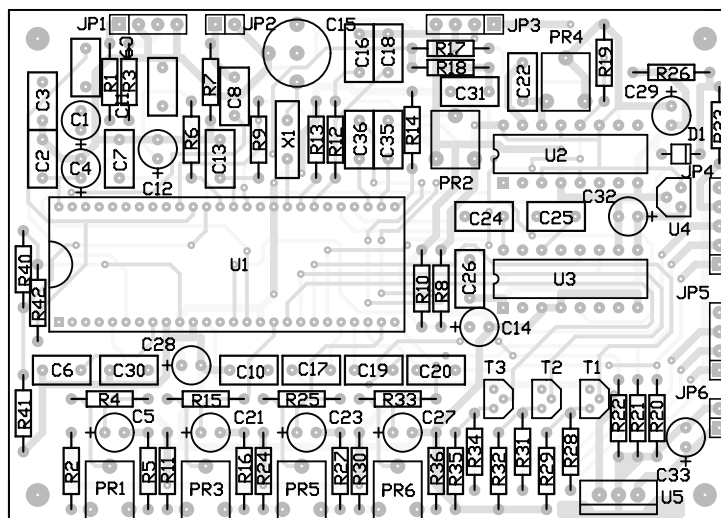 JP1
JP2
C15
JP3
C16
C18
R17
R18
PR4
R19
R26
C3
R1
R3
R7
C8
C31
C22
C29
C1
R6
R9
X1
R13
R12
C36
C35
R14
D1
C2
C4
C7
C12
C13
PR2
U2
JP4
C24
C25
C32
U4
R40
R42
U1
R10
R8
C26
U3
JP5
C14
C28
C6
C30
C10
C17
C19
C20
T3
T2
T1
R41
R4
R15
R25
R33
R22
R21
R20
JP6
C5
C21
C23
C27
R2
PR1
R5
R11
PR3
R16
R24
PR5
R27
R30
PR6
R36
R35
R34
R32
R31
R29
R28
U5
C33